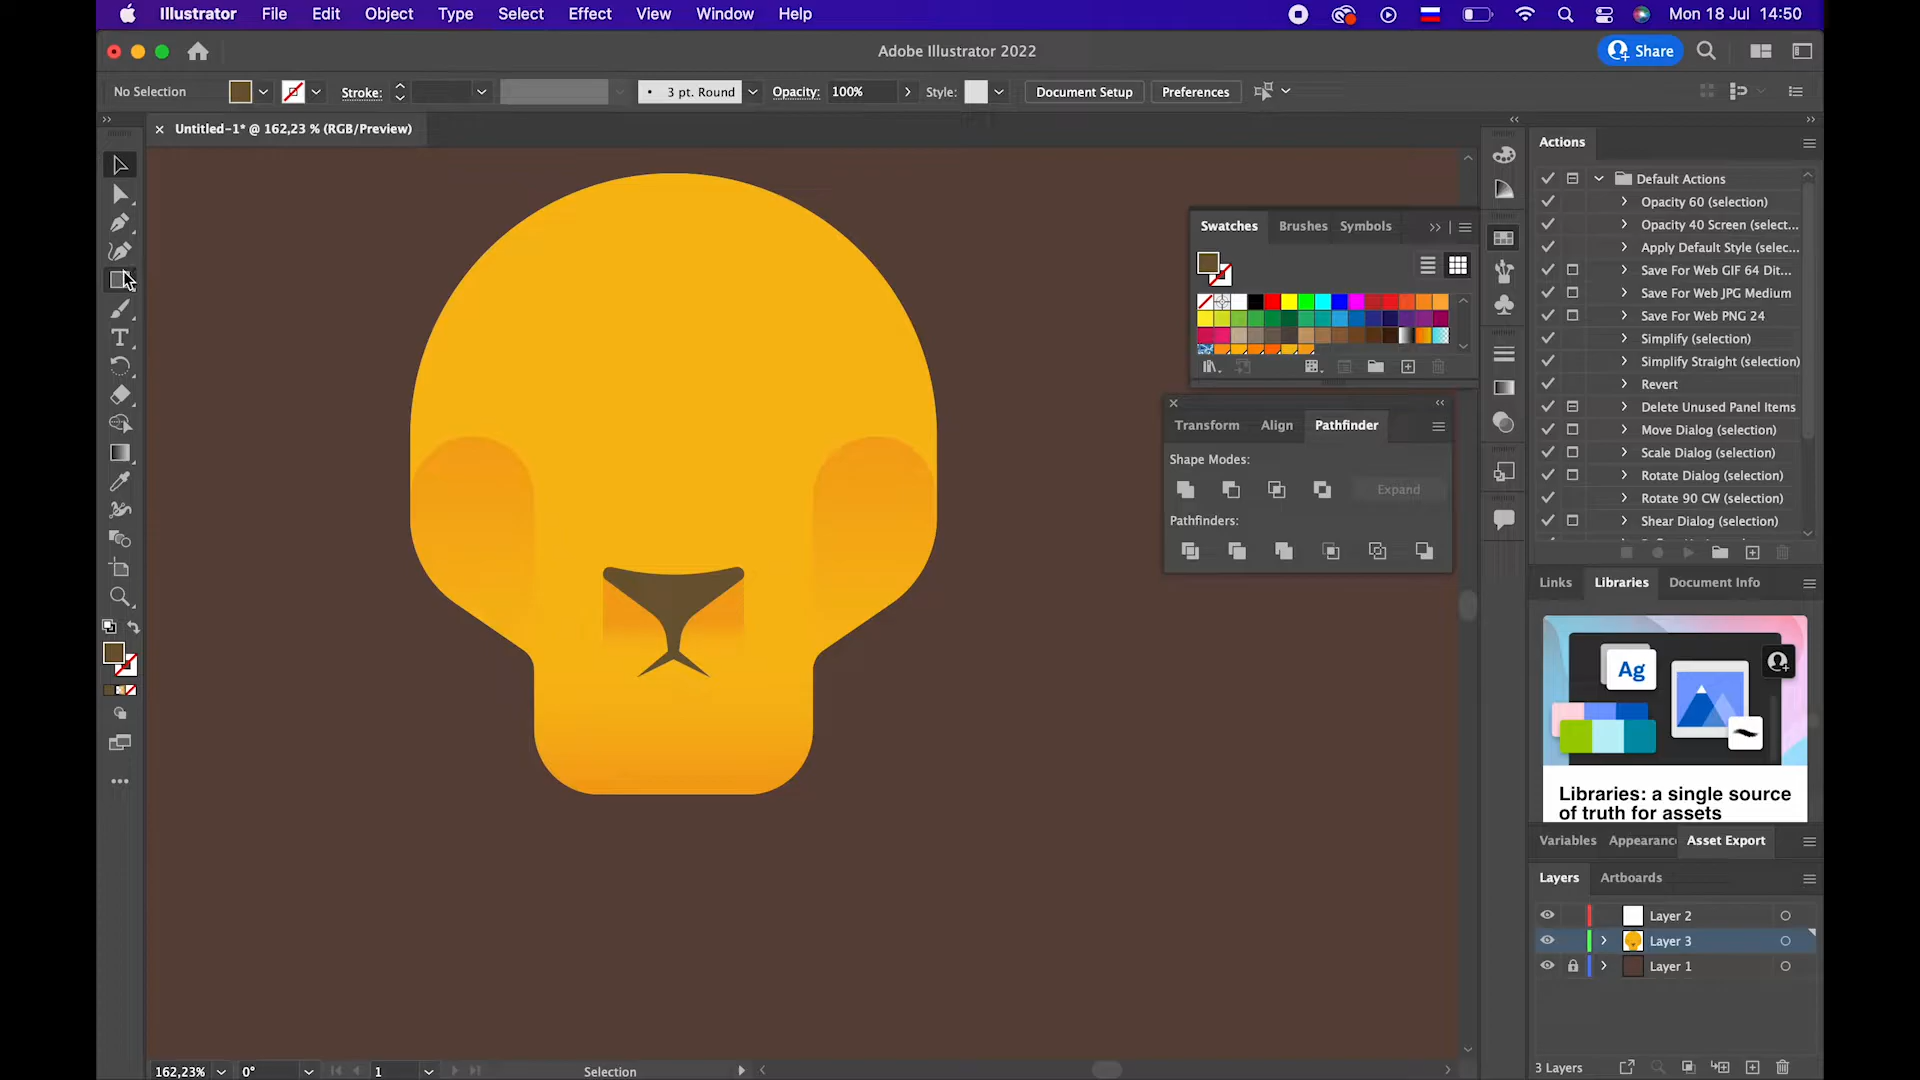 Illustrator File Edit Object Type Select Effect View Window Help Mon 18 Jul 14:50
Adobe Illustrator 2022 Share
No Selection Stroke: 3 pt. Round Opacity: 100% Style: Document Setup Preferences
Untitled-1* @ 162,23 % (RGB/Preview)
Actions
Default Actions
Opacity 60 (selection)
Opacity 40 Screen (select...
Apply Default Style (selec...
Save For Web GIF 64 Dit...
Save For Web JPG Medium
Save For Web PNG 24
Simplify (selection)
Simplify Straight (selection)
Revert
Delete Unused Panel Items
Move Dialog (selection)
Scale Dialog (selection)
Rotate Dialog (selection)
Rotate 90 CW (selection)
Shear Dialog (selection)
Swatches Brushes Symbols
Transform Align Pathfinder
Shape Modes:
Expand
Pathfinders:
Links Libraries Document Info
Ag
Libraries: a single source
of truth for assets
Variables Appearanc Asset Export
Layers Artboards
Layer 2
Layer 3
Layer 1
3 Layers
162,23% 0° 1 Selection